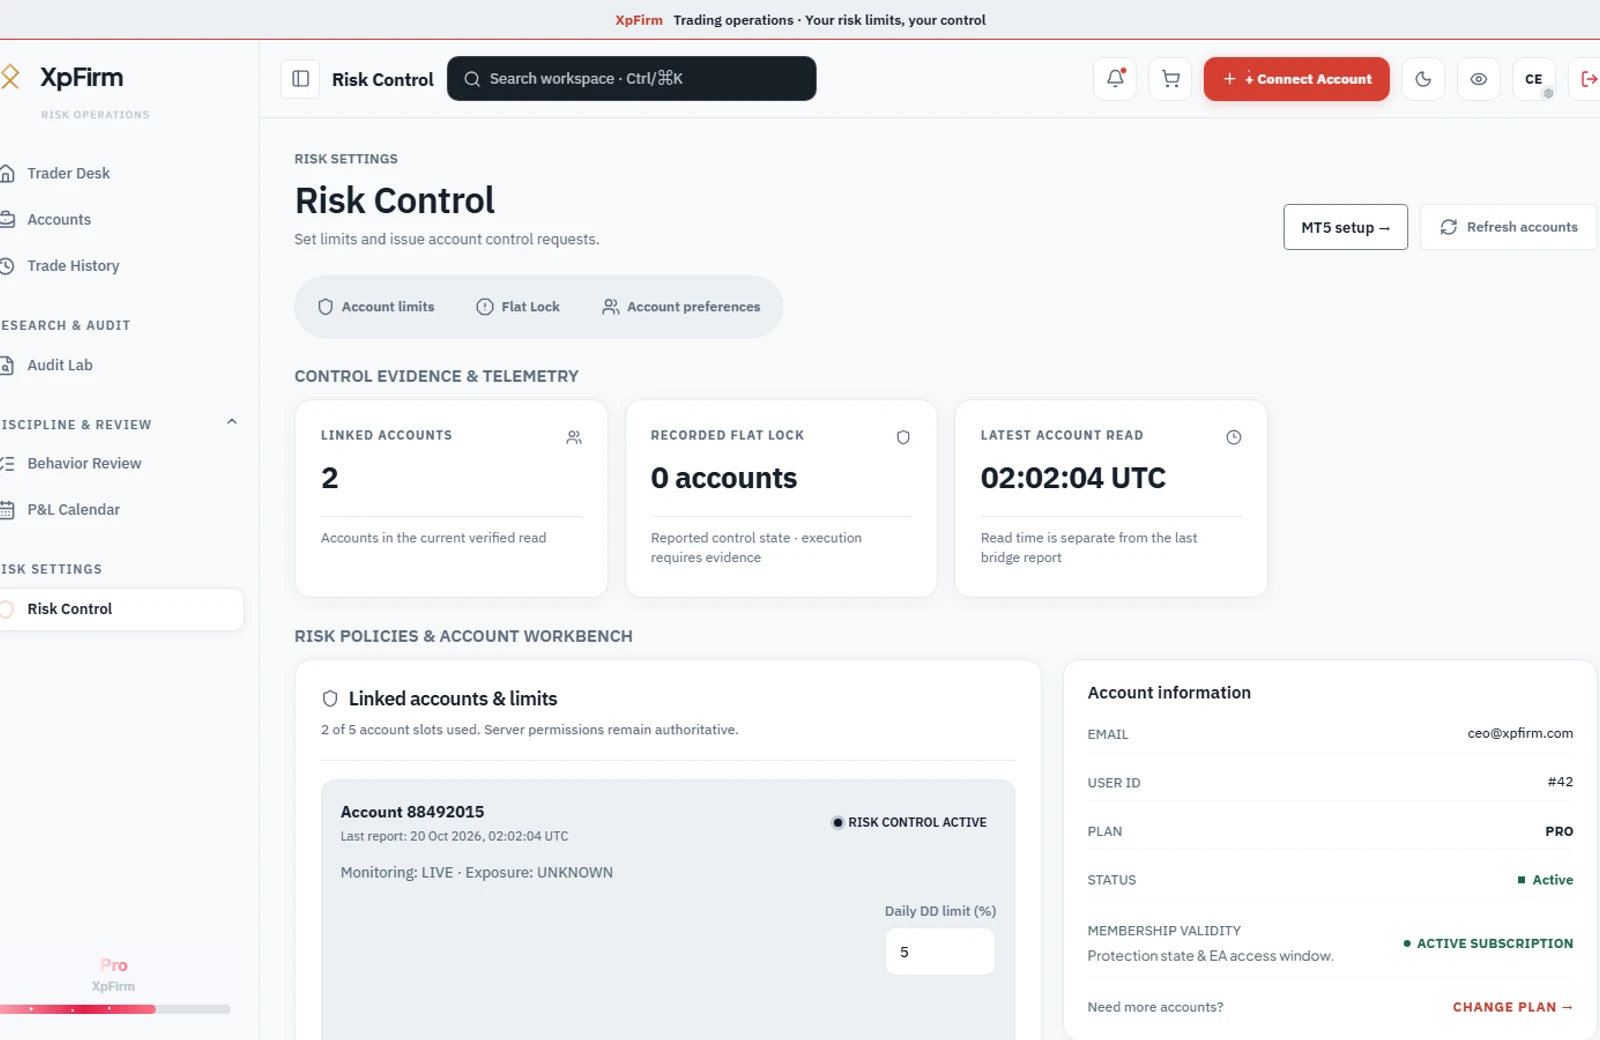 XpFirm Trading operations · Your risk limits, your control
XpFirm
RISK OPERATIONS
Trader Desk
Accounts
Trade History
ESEARCH & AUDIT
Audit Lab
ISCIPLINE & REVIEW
Behavior Review
P&L Calendar
ISK SETTINGS
Risk Control
Pro
XpFirm
Risk Control
Search workspace · Ctrl/⌘K
+ Connect Account
CE
RISK SETTINGS
Risk Control
Set limits and issue account control requests.
MT5 setup →
Refresh accounts
Account limits
Flat Lock
Account preferences
CONTROL EVIDENCE & TELEMETRY
LINKED ACCOUNTS
2
Accounts in the current verified read
RECORDED FLAT LOCK
0 accounts
Reported control state · execution
requires evidence
LATEST ACCOUNT READ
02:02:04 UTC
Read time is separate from the last
bridge report
RISK POLICIES & ACCOUNT WORKBENCH
Linked accounts & limits
2 of 5 account slots used. Server permissions remain authoritative.
Account 88492015
Last report: 20 Oct 2026, 02:02:04 UTC
RISK CONTROL ACTIVE
Monitoring: LIVE · Exposure: UNKNOWN
Daily DD limit (%)
5
Account information
EMAIL ceo@xpfirm.com
USER ID #42
PLAN PRO
STATUS Active
MEMBERSHIP VALIDITY
Protection state & EA access window.
ACTIVE SUBSCRIPTION
Need more accounts? CHANGE PLAN →